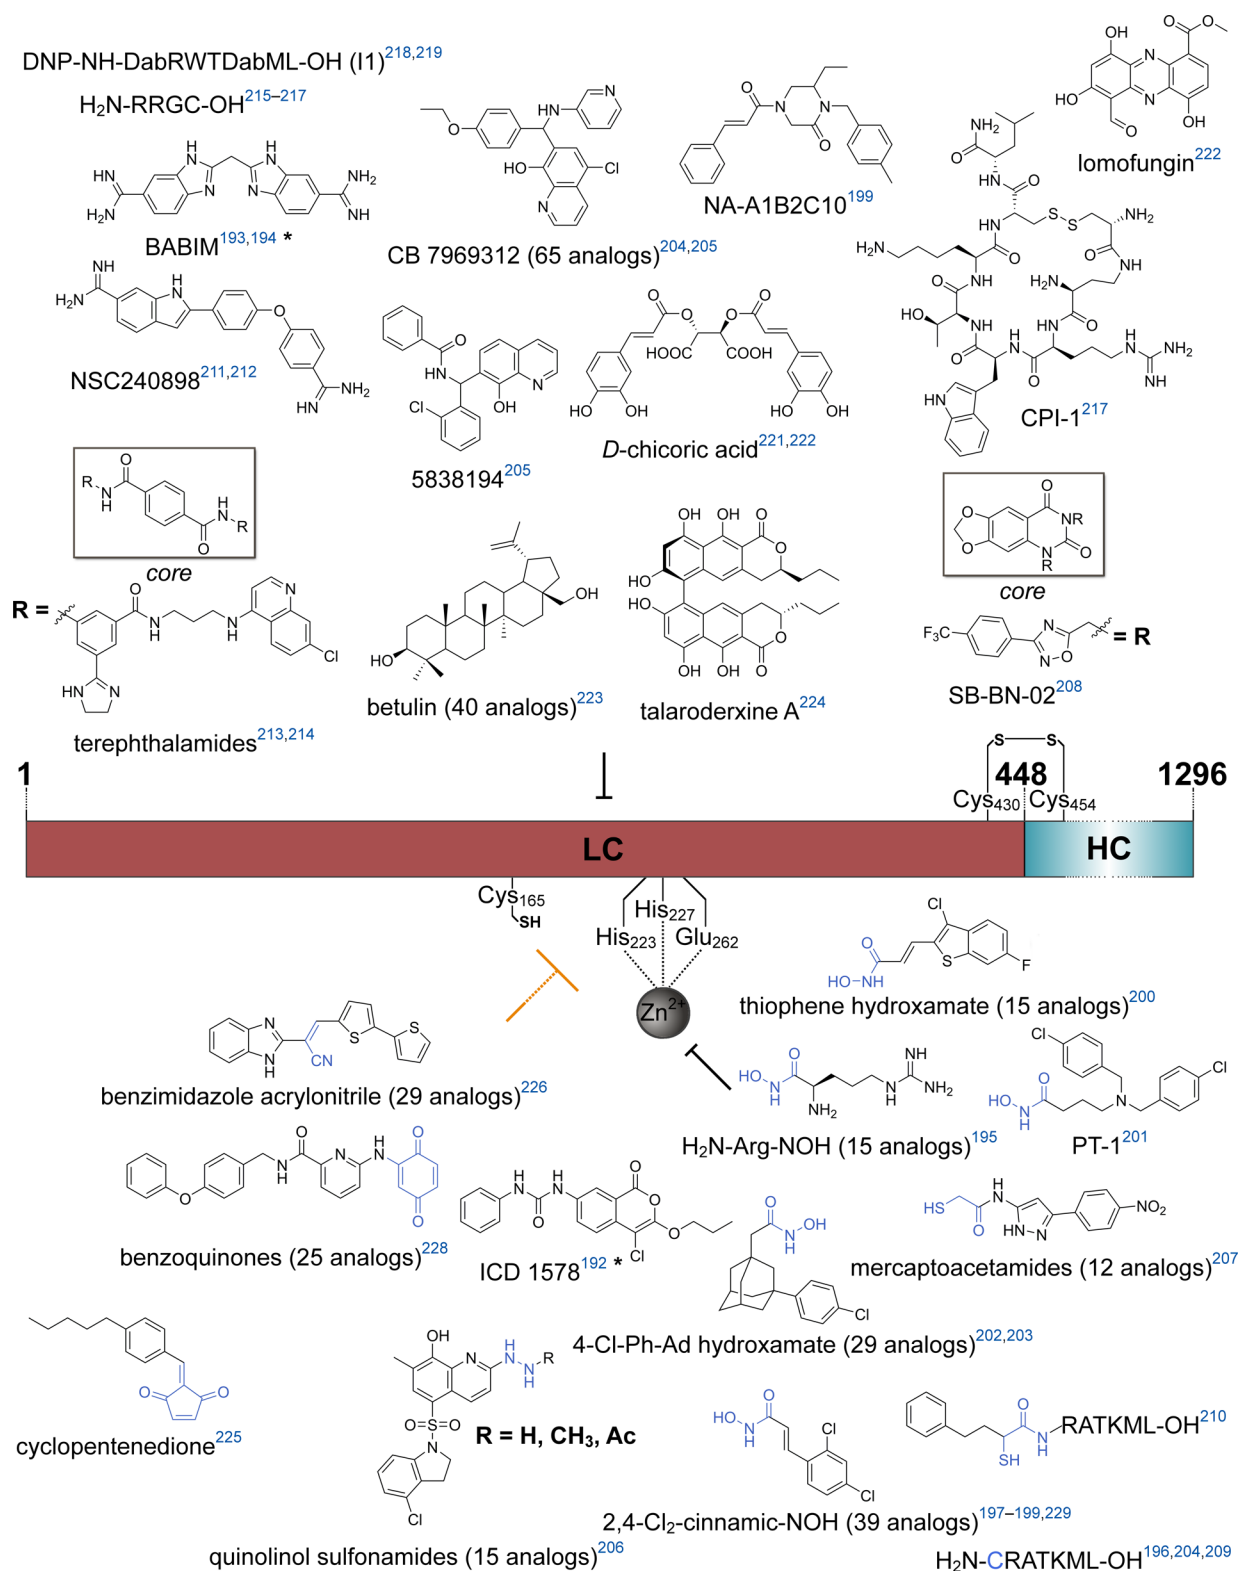 DNP-NH-DabRWTDabML-OH (I1)218,219
H2N-RRGC-OH215–217
BABIM193,194 *
CB 7969312 (65 analogs)204,205
NA-A1B2C10199
lomofungin222
NSC240898211,212
5838194205
D-chicoric acid221,222
CPI-1217
core
R =
terephthalamides213,214
betulin (40 analogs)223
talaroderxine A224
core
= R
SB-BN-02208
1
448
1296
S S
Cys430 Cys454
LC
HC
Cys165
SH
His223 His227 Glu262
Zn2+
thiophene hydroxamate (15 analogs)200
benzimidazole acrylonitrile (29 analogs)226
H2N-Arg-NOH (15 analogs)195
PT-1201
benzoquinones (25 analogs)228
ICD 1578192 *
mercaptoacetamides (12 analogs)207
4-Cl-Ph-Ad hydroxamate (29 analogs)202,203
cyclopentenedione225
R = H, CH3, Ac
RATKML-OH210
2,4-Cl2-cinnamic-NOH (39 analogs)197–199,229
quinolinol sulfonamides (15 analogs)206
H2N-CRATKML-OH196,204,209